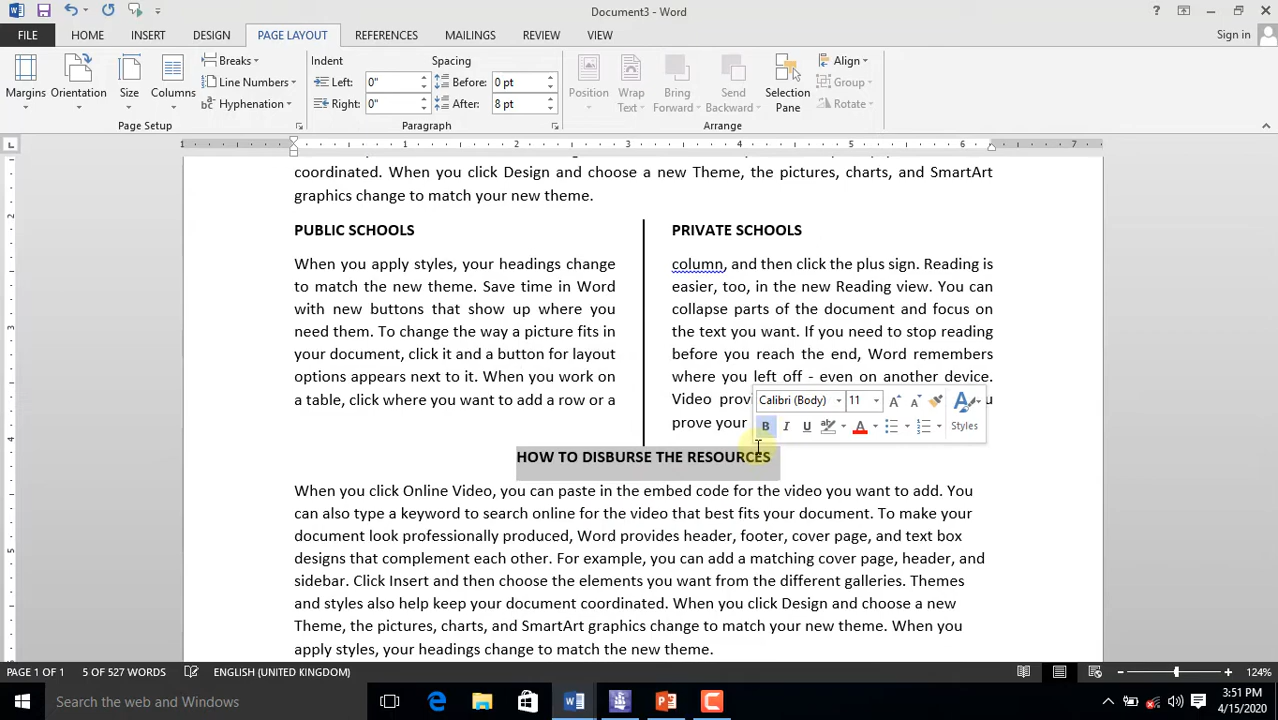 Document3 - Word
?
FILE HOME INSERT DESIGN PAGE LAYOUT REFERENCES MAILINGS REVIEW VIEW Sign in
Margins Orientation Size Columns
Breaks
Line Numbers
Hyphenation
Page Setup
Indent
Left: 0"
Right: 0"
Spacing
Before: 0 pt
After: 8 pt
Paragraph
Position Wrap Text Bring Forward Send Backward Selection Pane
Align
Group
Rotate
Arrange
1 1 2 3 4 5 6 7
2
3
4
5
coordinated. When you click Design and choose a new Theme, the pictures, charts, and SmartArt
graphics change to match your new theme.
PUBLIC SCHOOLS
When you apply styles, your headings change
to match the new theme. Save time in Word
with new buttons that show up where you
need them. To change the way a picture fits in
your document, click it and a button for layout
options appears next to it. When you work on
a table, click where you want to add a row or a
PRIVATE SCHOOLS
column, and then click the plus sign. Reading is
easier, too, in the new Reading view. You can
collapse parts of the document and focus on
the text you want. If you need to stop reading
before you reach the end, Word remembers
where you left off - even on another device.
Video prov
prove your
Calibri (Body) 11
B I U ab A Styles
HOW TO DISBURSE THE RESOURCES
When you click Online Video, you can paste in the embed code for the video you want to add. You
can also type a keyword to search online for the video that best fits your document. To make your
document look professionally produced, Word provides header, footer, cover page, and text box
designs that complement each other. For example, you can add a matching cover page, header, and
sidebar. Click Insert and then choose the elements you want from the different galleries. Themes
and styles also help keep your document coordinated. When you click Design and choose a new
Theme, the pictures, charts, and SmartArt graphics change to match your new theme. When you
apply styles, your headings change to match the new theme.
PAGE 1 OF 1 5 OF 527 WORDS ENGLISH (UNITED KINGDOM) 124%
Search the web and Windows
3:51 PM
4/15/2020